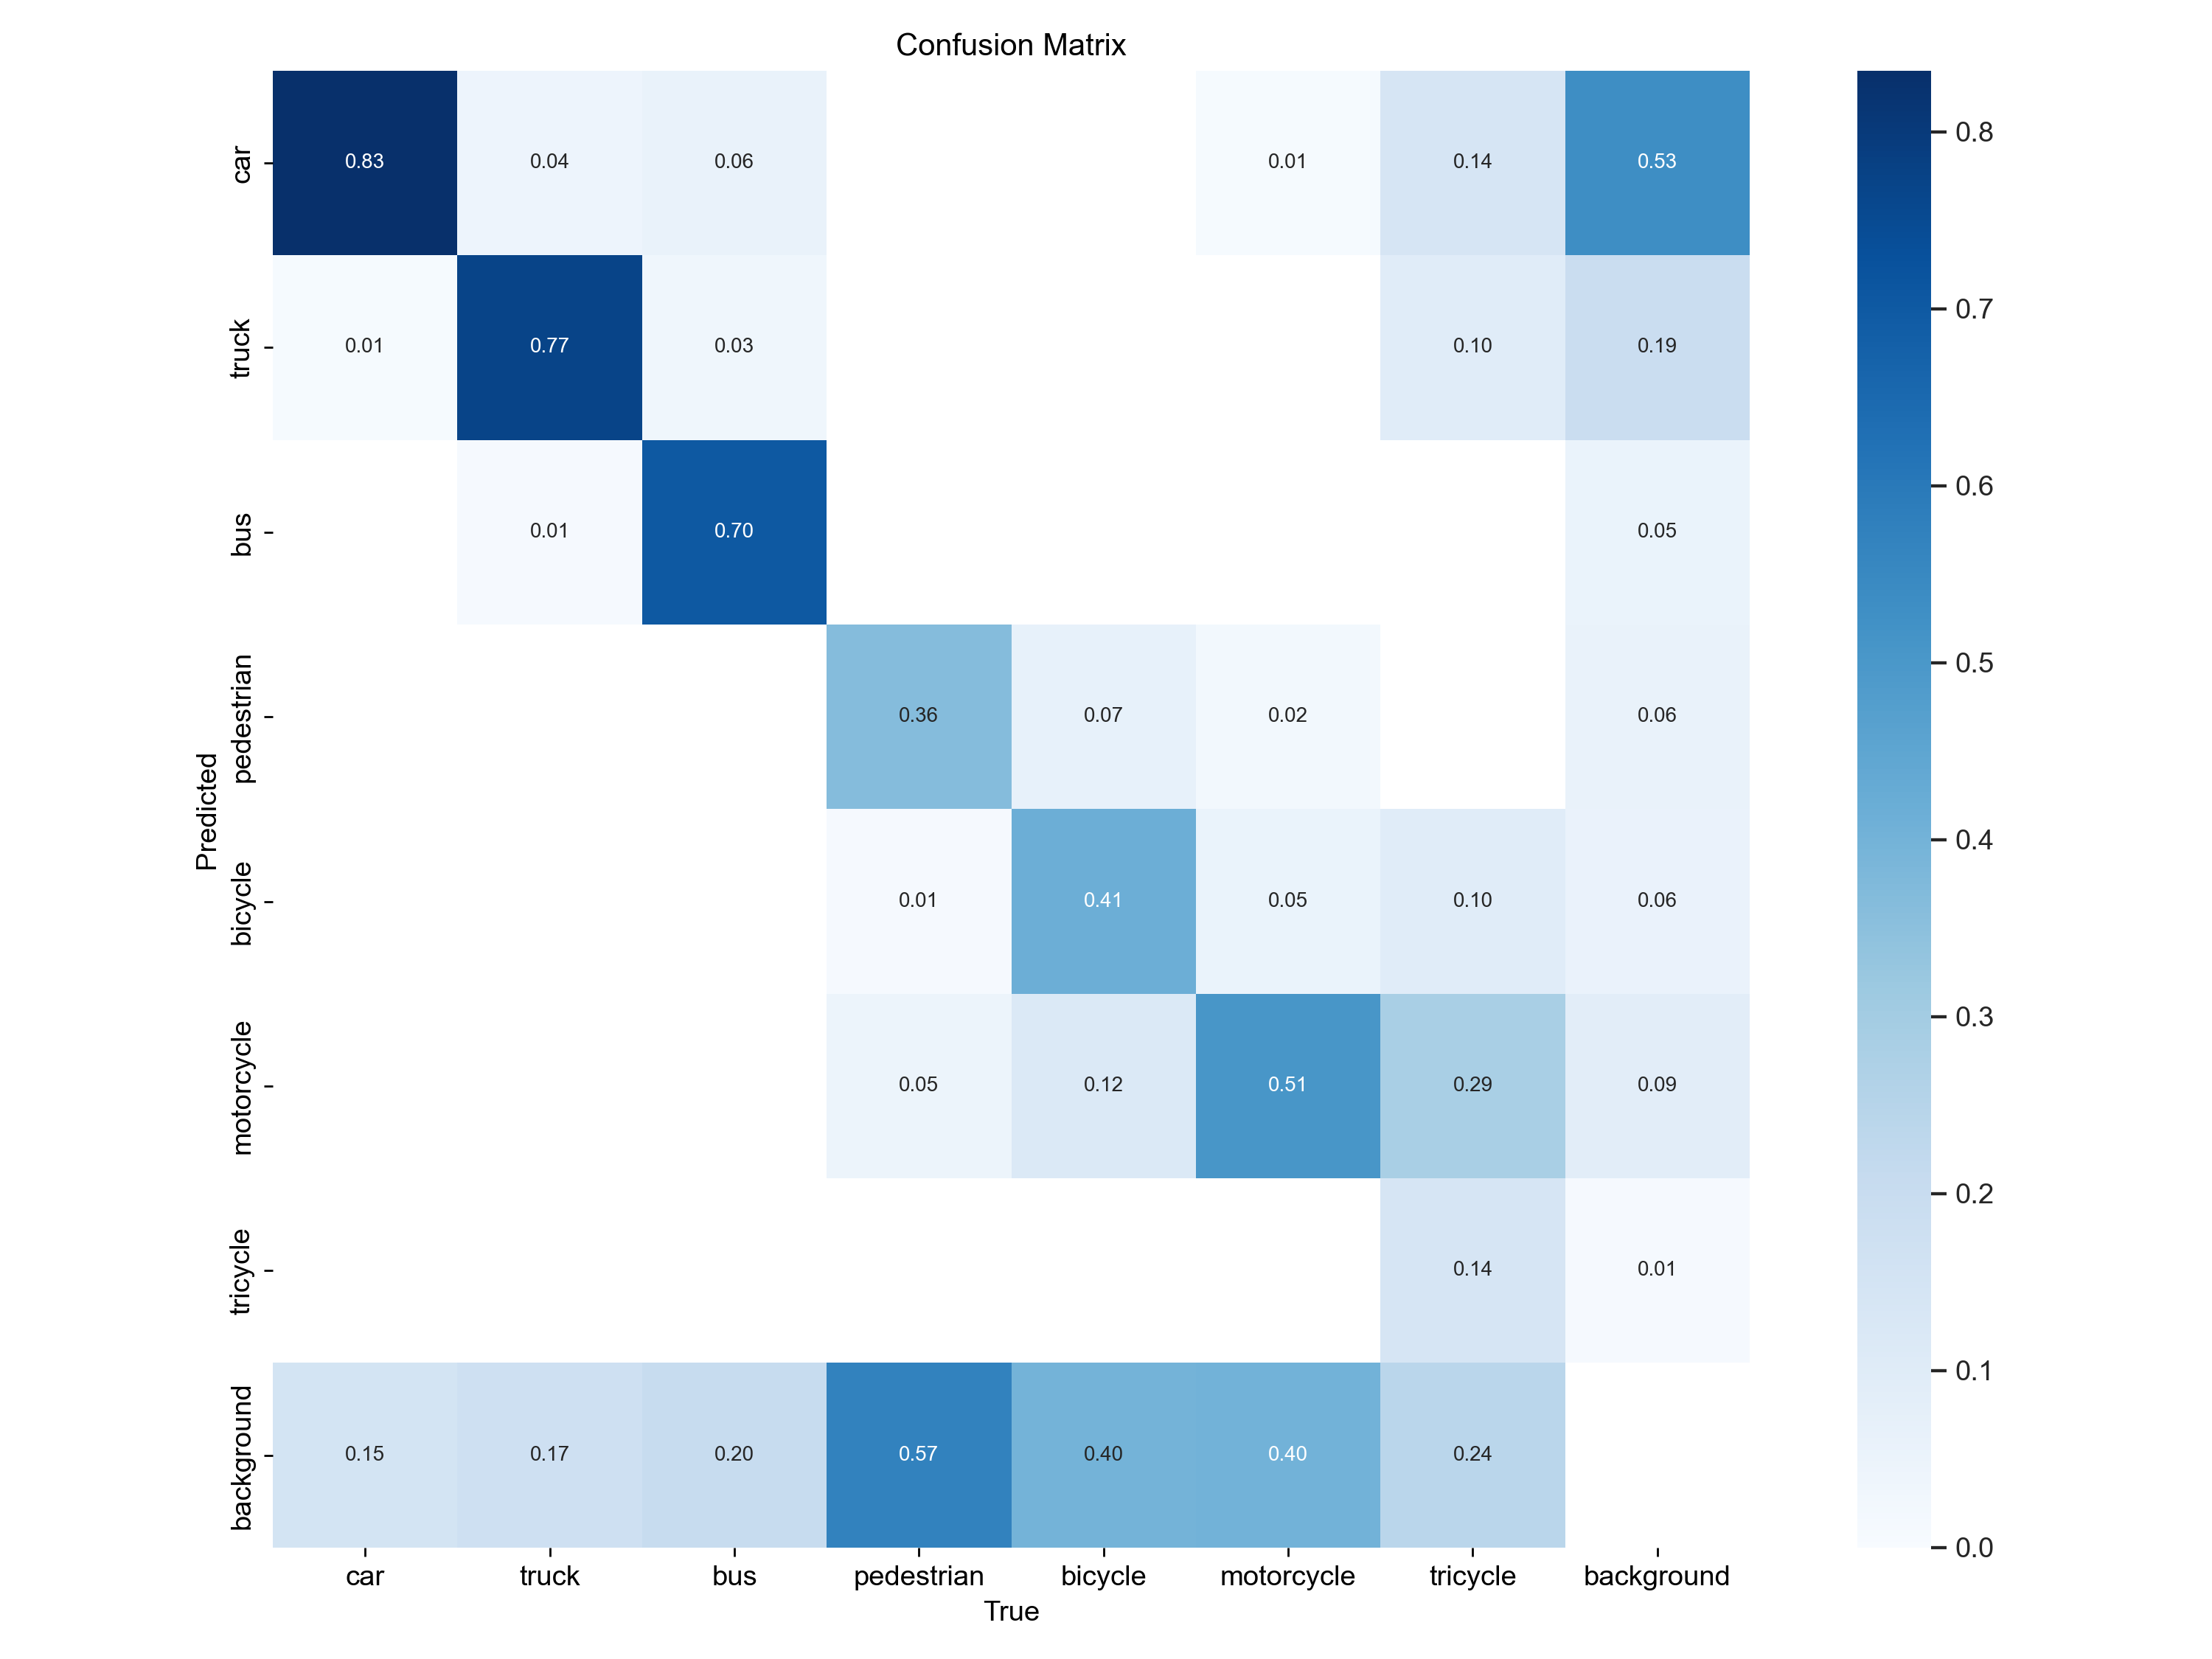 Confusion Matrix
car 0.83 0.04 0.06 0.01 0.14 0.53
truck 0.01 0.77 0.03 0.10 0.19
bus 0.01 0.70 0.05
pedestrian 0.36 0.07 0.02 0.06
bicycle 0.01 0.41 0.05 0.10 0.06
motorcycle 0.05 0.12 0.51 0.29 0.09
tricycle 0.14 0.01
background 0.15 0.17 0.20 0.57 0.40 0.40 0.24
Predicted
car truck bus pedestrian bicycle motorcycle tricycle background
True
0.8
0.7
0.6
0.5
0.4
0.3
0.2
0.1
0.0